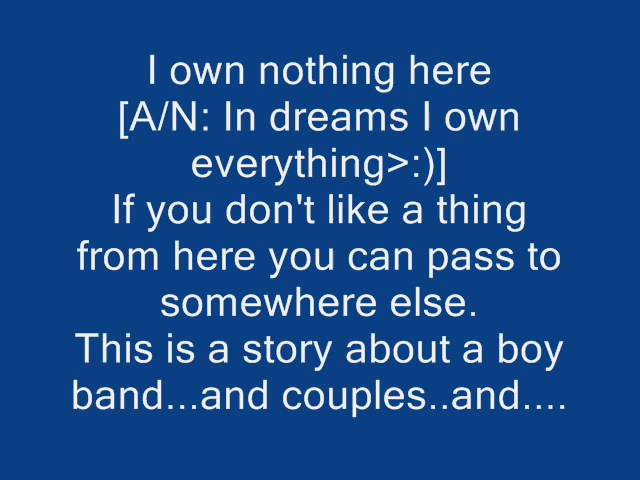 I own nothing here
[A/N: In dreams I own
everything>:)]
If you don't like a thing
from here you can pass to
somewhere else.
This is a story about a boy
band...and couples..and....